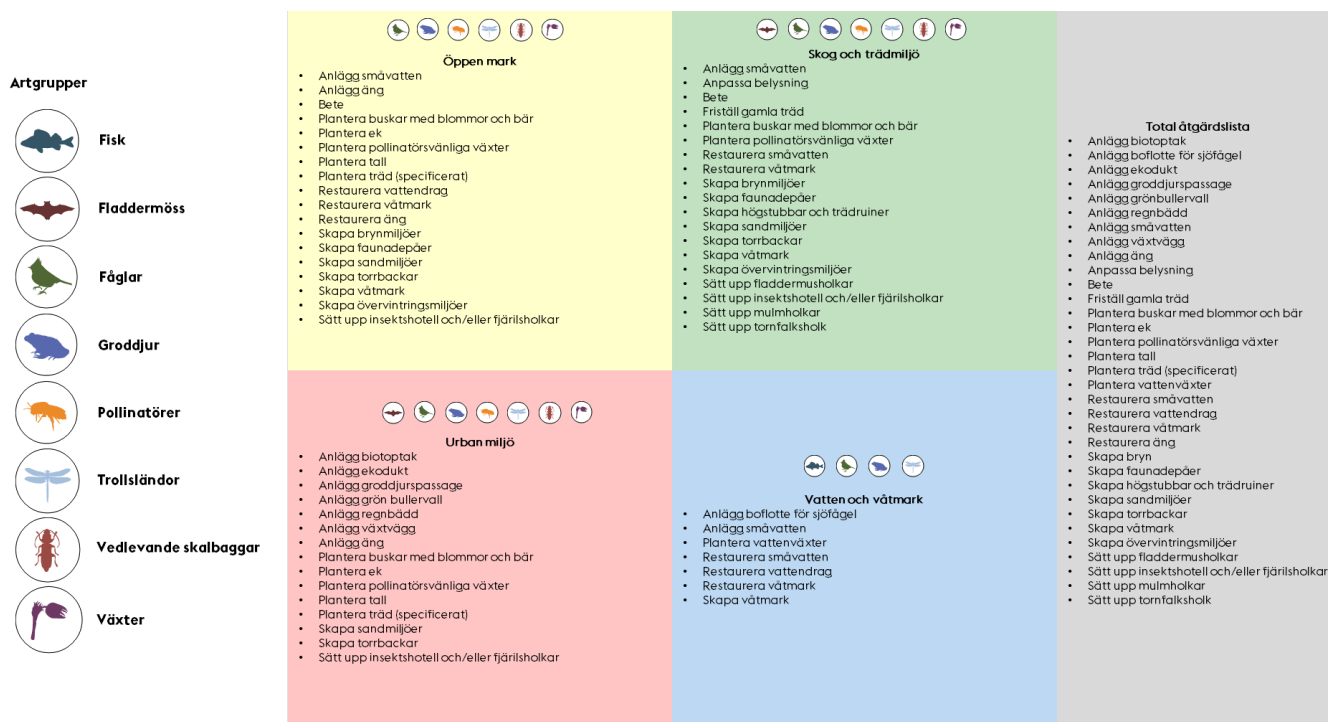 Artgrupper
Fisk
Fladdermöss
Fåglar
Groddjur
Pollinatörer
Trollsländor
Vedlevande skalbaggar
Växter
Öppen mark
• Anlägg småvatten
• Anlägg äng
• Bete
• Plantera buskar med blommor och bär
• Plantera ek
• Plantera pollinatörsvänliga växter
• Plantera tall
• Plantera träd (specificerat)
• Restaurera vattendrag
• Restaurera våtmark
• Restaurera äng
• Skapa brynmiljöer
• Skapa faunadepåer
• Skapa sandmiljöer
• Skapa torrbackar
• Skapa våtmark
• Skapa övervintringsmiljöer
• Sätt upp insektshotell och/eller fjärilsholkar
Skog och trädmiljö
• Anlägg småvatten
• Anpassa belysning
• Bete
• Friställ gamla träd
• Plantera buskar med blommor och bär
• Plantera pollinatörsvänliga växter
• Restaurera småvatten
• Restaurera våtmark
• Skapa brynmiljöer
• Skapa faunadepåer
• Skapa högstubbar och trädruiner
• Skapa sandmiljöer
• Skapa torrbackar
• Skapa våtmark
• Skapa övervintringsmiljöer
• Sätt upp fladdermusholkar
• Sätt upp insektshotell och/eller fjärilsholkar
• Sätt upp mulmholkar
• Sätt upp tornfalksholk
Urban miljö
• Anlägg biotoptak
• Anlägg ekodukt
• Anlägg groddjurspassage
• Anlägg grön bullervall
• Anlägg regnbädd
• Anlägg växtvägg
• Anlägg äng
• Plantera buskar med blommor och bär
• Plantera ek
• Plantera pollinatörsvänliga växter
• Plantera tall
• Plantera träd (specificerat)
• Skapa sandmiljöer
• Skapa torrbackar
• Sätt upp insektshotell och/eller fjärilsholkar
Vatten och våtmark
• Anlägg boflotte för sjöfågel
• Anlägg småvatten
• Plantera vattenväxter
• Restaurera småvatten
• Restaurera vattendrag
• Restaurera våtmark
• Skapa våtmark
Total åtgärdslista
• Anlägg biotoptak
• Anlägg boflotte för sjöfågel
• Anlägg ekodukt
• Anlägg groddjurspassage
• Anlägg grönbullervall
• Anlägg regnbädd
• Anlägg småvatten
• Anlägg växtvägg
• Anlägg äng
• Anpassa belysning
• Bete
• Friställ gamla träd
• Plantera buskar med blommor och bär
• Plantera ek
• Plantera pollinatörsvänliga växter
• Plantera tall
• Plantera träd (specificerat)
• Plantera vattenväxter
• Restaurera småvatten
• Restaurera vattendrag
• Restaurera våtmark
• Restaurera äng
• Skapa bryn
• Skapa faunadepåer
• Skapa högstubbar och trädruiner
• Skapa sandmiljöer
• Skapa torrbackar
• Skapa våtmark
• Skapa övervintringsmiljöer
• Sätt upp fladdermusholkar
• Sätt upp insektshotell och/eller fjärilsholkar
• Sätt upp mulmholkar
• Sätt upp tornfalksholk